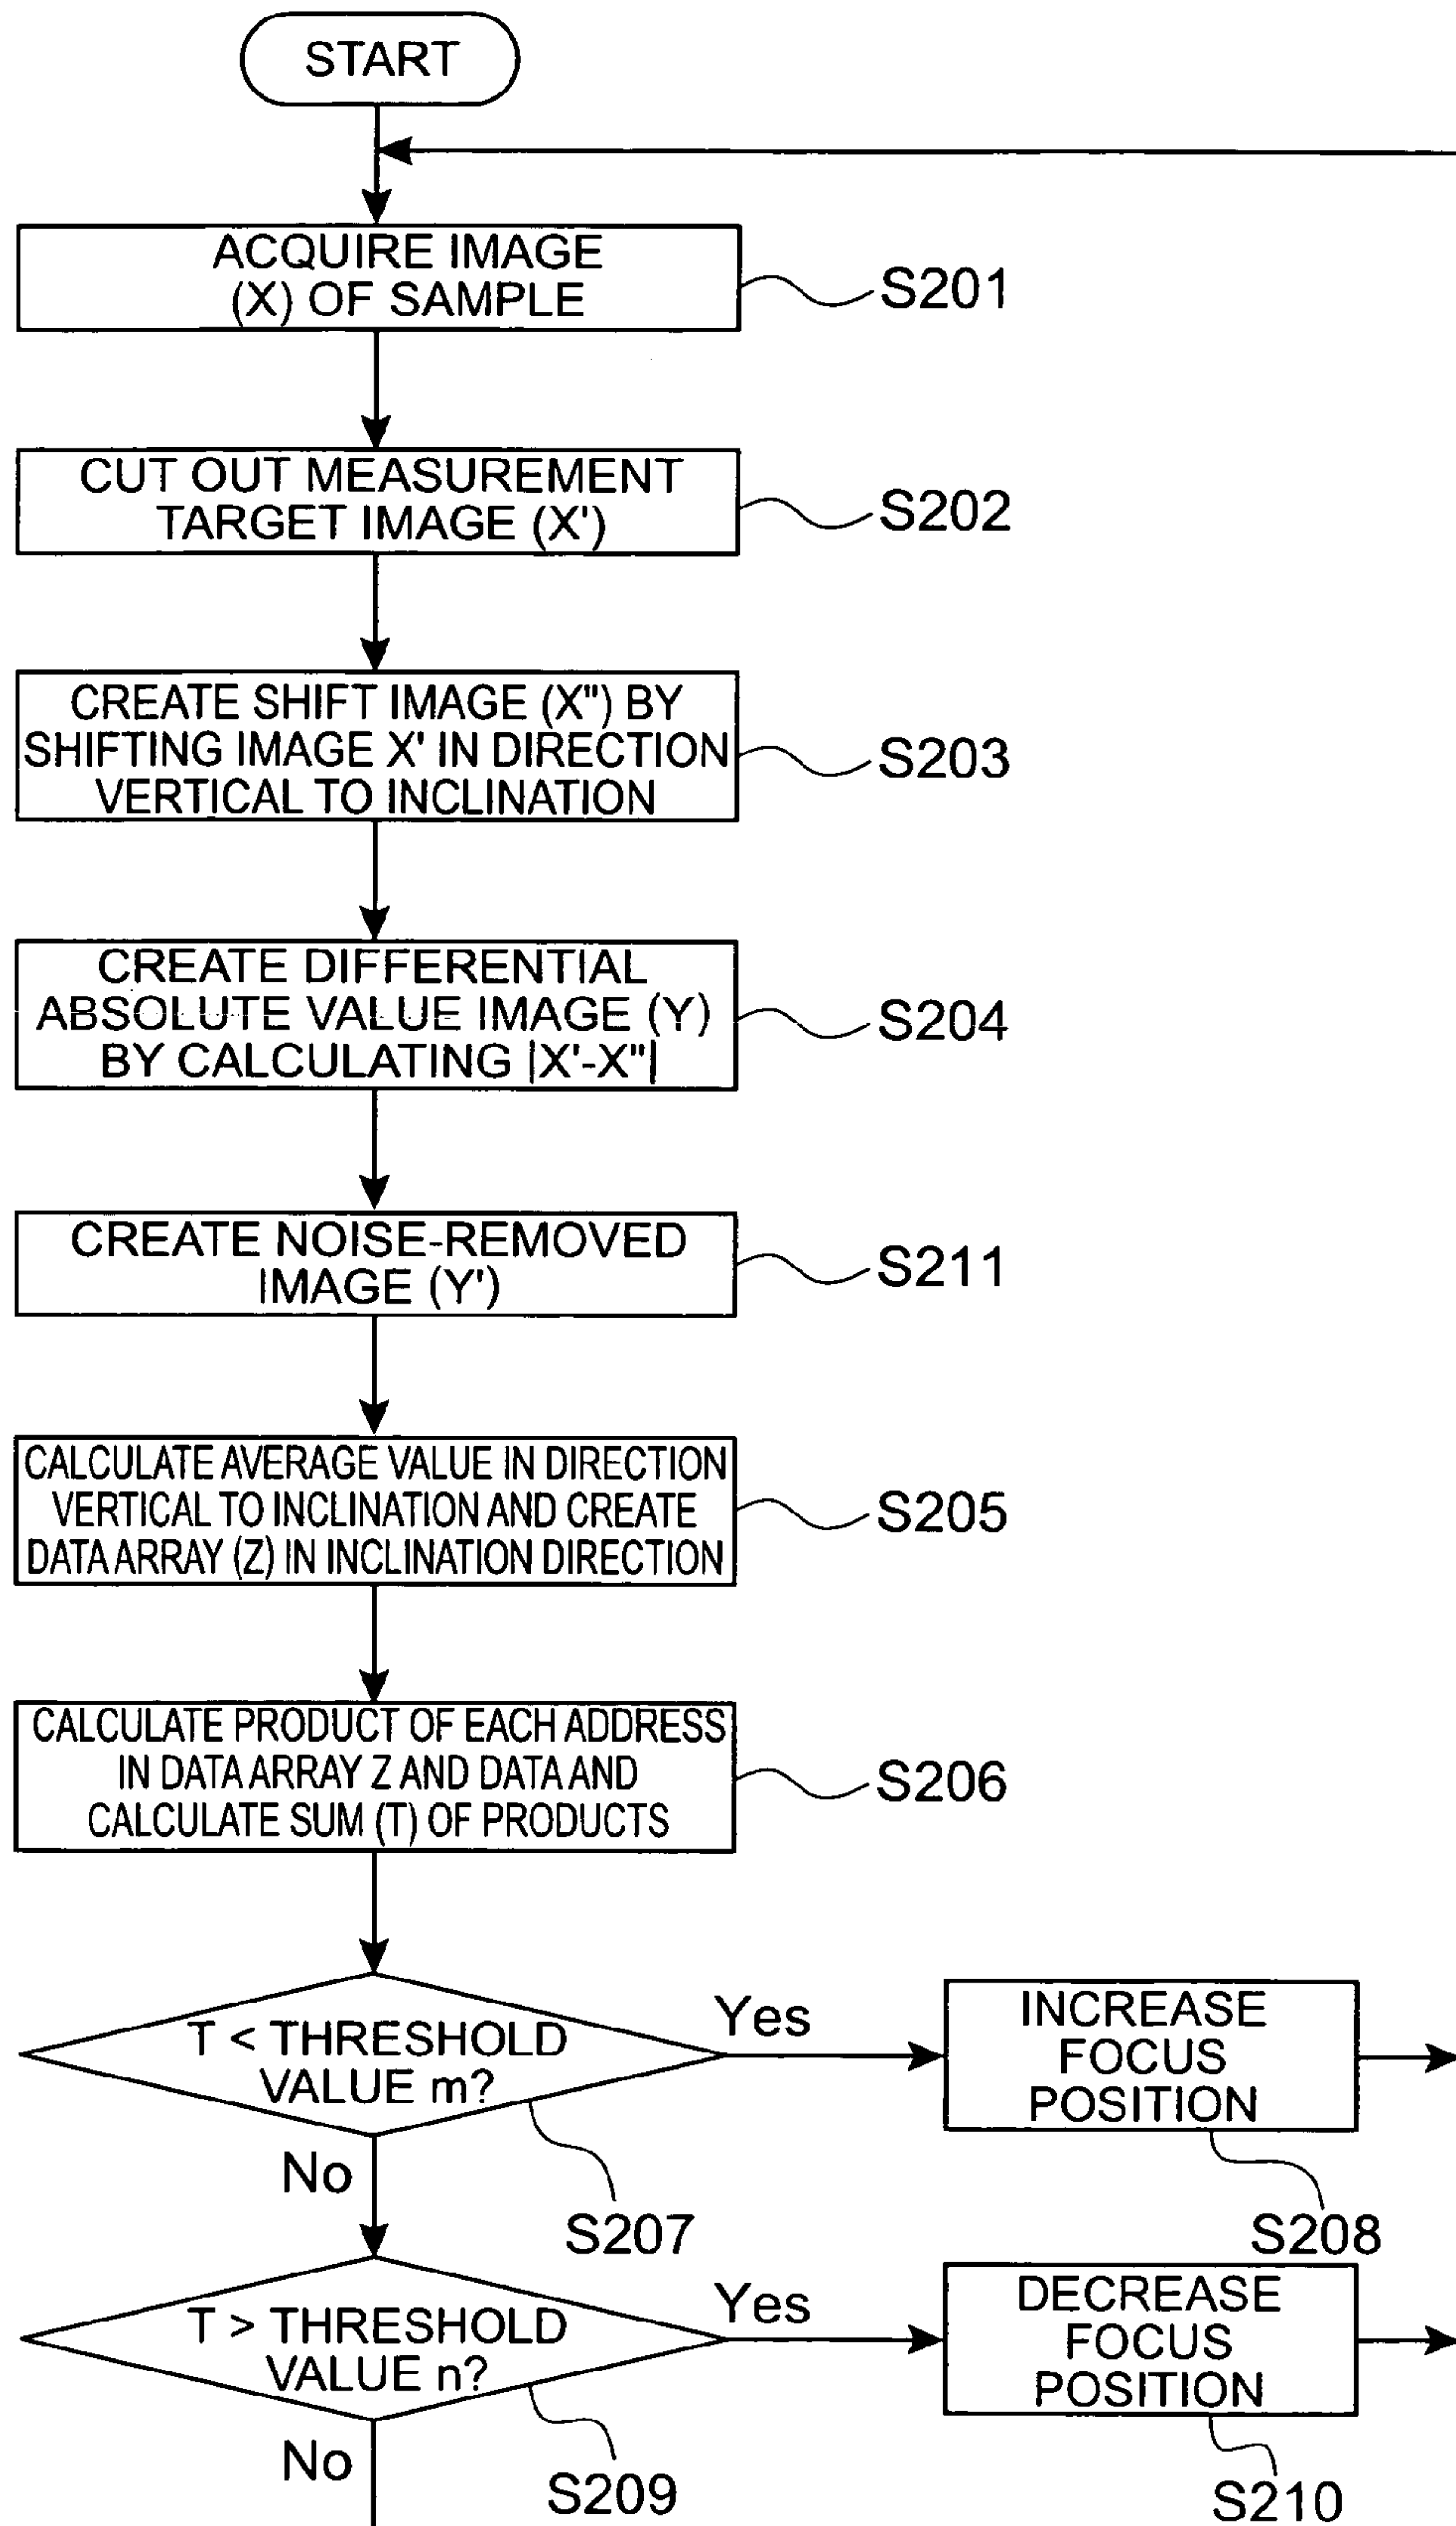 START
ACQUIRE IMAGE
(X) OF SAMPLE
S201
CUT OUT MEASUREMENT
TARGET IMAGE (X')
S202
CREATE SHIFT IMAGE (X") BY
SHIFTING IMAGE X' IN DIRECTION
VERTICAL TO INCLINATION
S203
CREATE DIFFERENTIAL
ABSOLUTE VALUE IMAGE (Y)
BY CALCULATING |X'-X"|
S204
CREATE NOISE-REMOVED
IMAGE (Y')
S211
CALCULATE AVERAGE VALUE IN DIRECTION
VERTICAL TO INCLINATION AND CREATE
DATA ARRAY (Z) IN INCLINATION DIRECTION
S205
CALCULATE PRODUCT OF EACH ADDRESS
IN DATA ARRAY Z AND DATA AND
CALCULATE SUM (T) OF PRODUCTS
S206
T < THRESHOLD
VALUE m?
Yes
INCREASE
FOCUS
POSITION
No
S207
S208
T > THRESHOLD
VALUE n?
Yes
DECREASE
FOCUS
POSITION
No
S209
S210